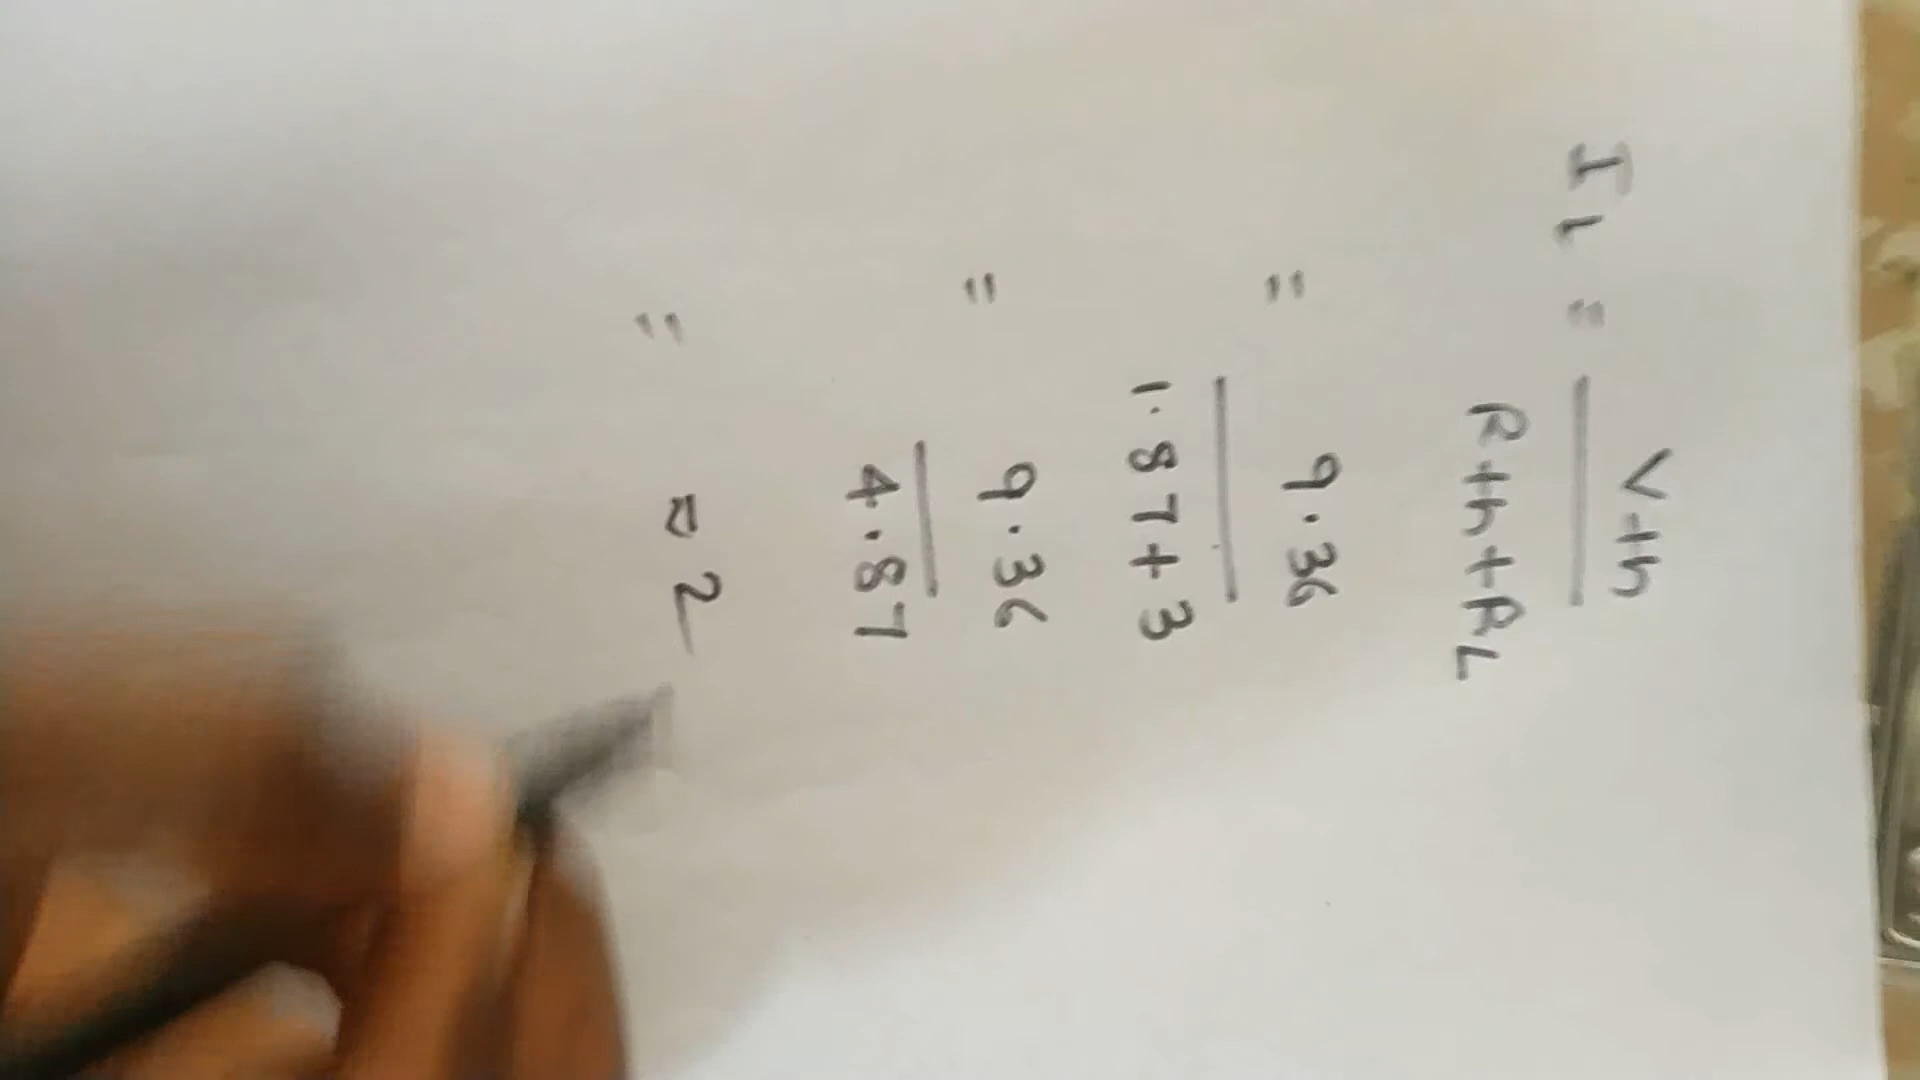 IL = Vth
Rth+RL
= 9.36
1.87+3
= 9.36
4.87
= ≈ 2